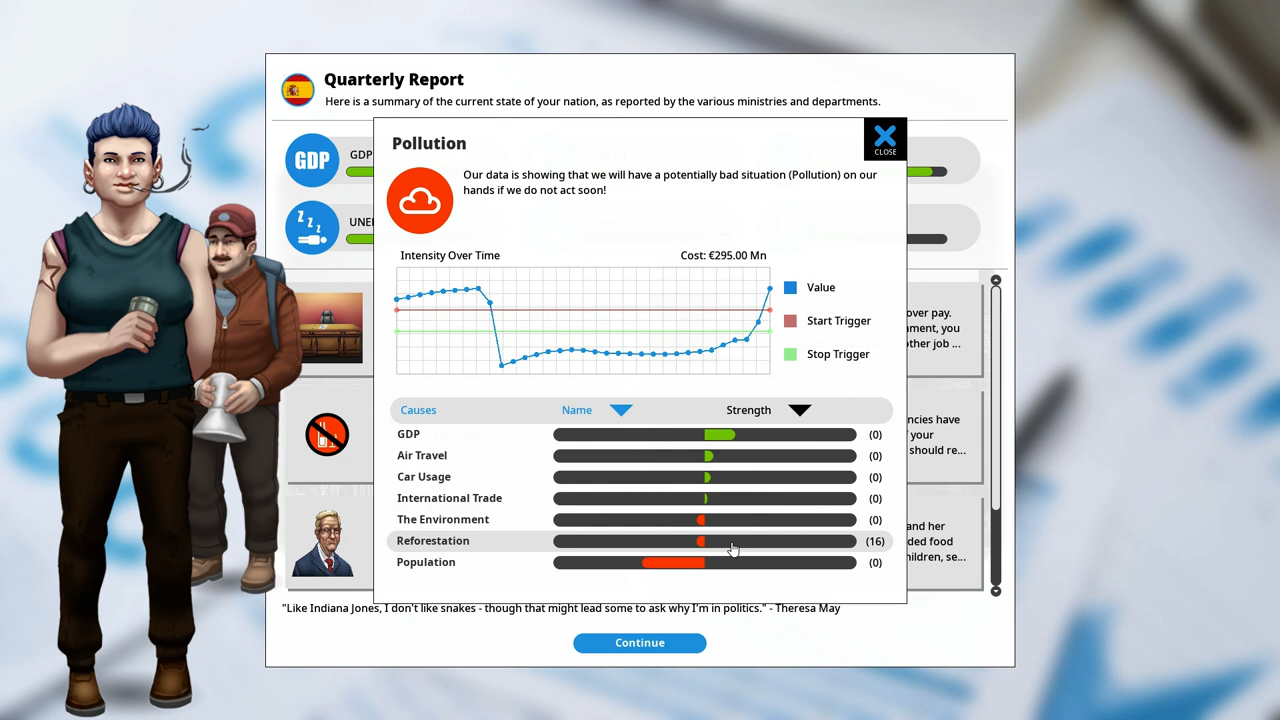 Quarterly Report
Here is a summary of the current state of your nation, as reported by the various ministries and departments.
GDP
GDP
Pollution
CLOSE
Our data is showing that we will have a potentially bad situation (Pollution) on our
hands if we do not act soon!
Z Z Z
UNE
Intensity Over Time
Cost: €295.00 Mn
Value
Start Trigger
Stop Trigger
over pay.
ment, you
other job ...
Causes
Name
Strength
GDP (0)
Air Travel (0)
Car Usage (0)
International Trade (0)
The Environment (0)
Reforestation (16)
Population (0)
ncies have
your
should re...
and her
ded food
hildren, se...
"Like Indiana Jones, I don't like snakes - though that might lead some to ask why I'm in politics." - Theresa May
Continue